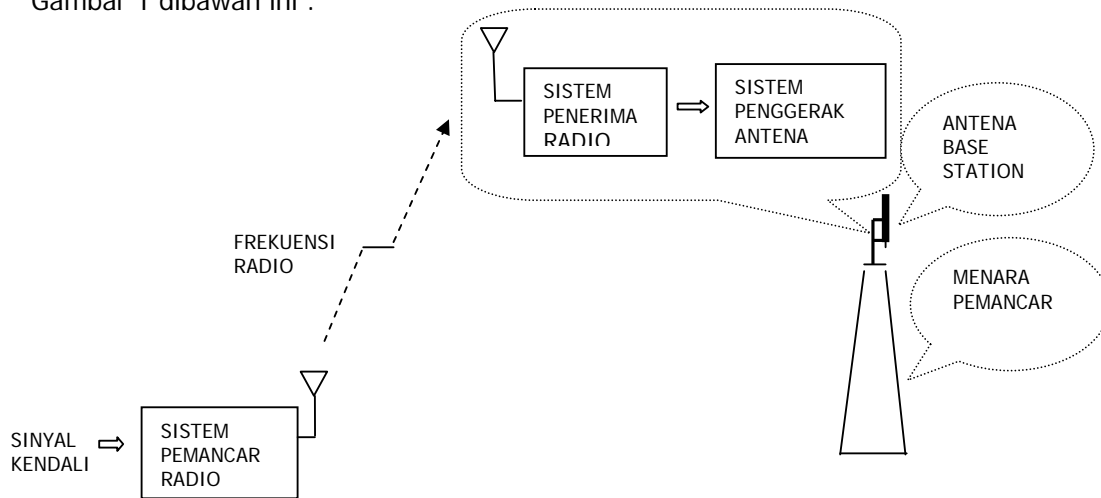 Gambar 1 dibawah ini :
SISTEM
PENERIMA
RADIO
SISTEM
PENGGERAK
ANTENA
ANTENA
BASE
STATION
FREKUENSI
RADIO
MENARA
PEMANCAR
SINYAL
KENDALI
SISTEM
PEMANCAR
RADIO